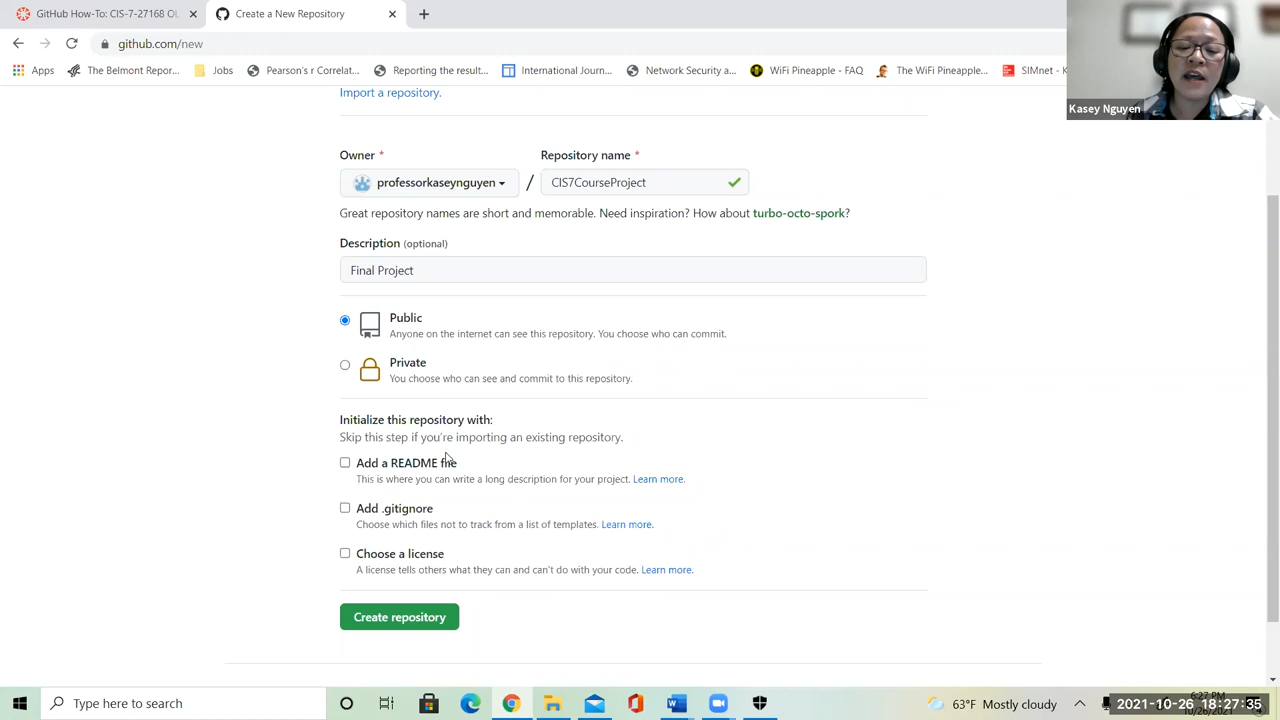 GitHub How-To: CIS-7-27168 OL
Create a New Repository
github.com/new
Apps
The Belmont Repor...
Jobs
Pearson's r Correlat...
Reporting the result...
International Journ...
Network Security a...
WiFi Pineapple - FAQ
The WiFi Pineapple...
SIMnet - K
Kasey Nguyen
Import a repository.
Owner *
Repository name *
professorkaseynguyen
/
CIS7CourseProject
Great repository names are short and memorable. Need inspiration? How about turbo-octo-spork?
Description (optional)
Final Project
Public
Anyone on the internet can see this repository. You choose who can commit.
Private
You choose who can see and commit to this repository.
Initialize this repository with:
Skip this step if you're importing an existing repository.
Add a README file
This is where you can write a long description for your project. Learn more.
Add .gitignore
Choose which files not to track from a list of templates. Learn more.
Choose a license
A license tells others what they can and can't do with your code. Learn more.
Create repository
Type here to search
63°F Mostly cloudy
6:27 PM
2021-10-26 18:27:35
10/26/2021